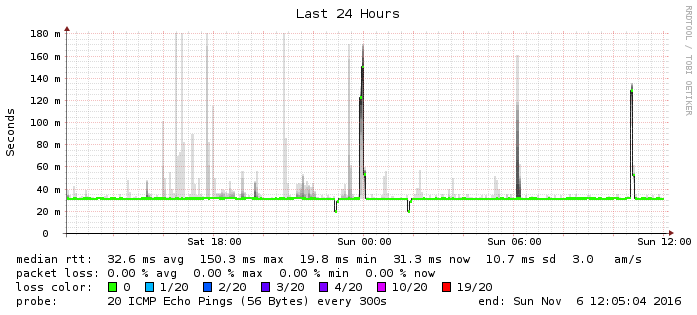 Last 24 Hours
RRDTOOL / TOBI OETIKER
Seconds
180 m
160 m
140 m
120 m
100 m
80 m
60 m
40 m
20 m
0
Sat 18:00 Sun 00:00 Sun 06:00 Sun 12:00
median rtt: 32.6 ms avg 150.3 ms max 19.8 ms min 31.3 ms now 10.7 ms sd 3.0 am/s
packet loss: 0.00 % avg 0.00 % max 0.00 % min 0.00 % now
loss color: 0 1/20 2/20 3/20 4/20 10/20 19/20
probe: 20 ICMP Echo Pings (56 Bytes) every 300s end: Sun Nov 6 12:05:04 2016